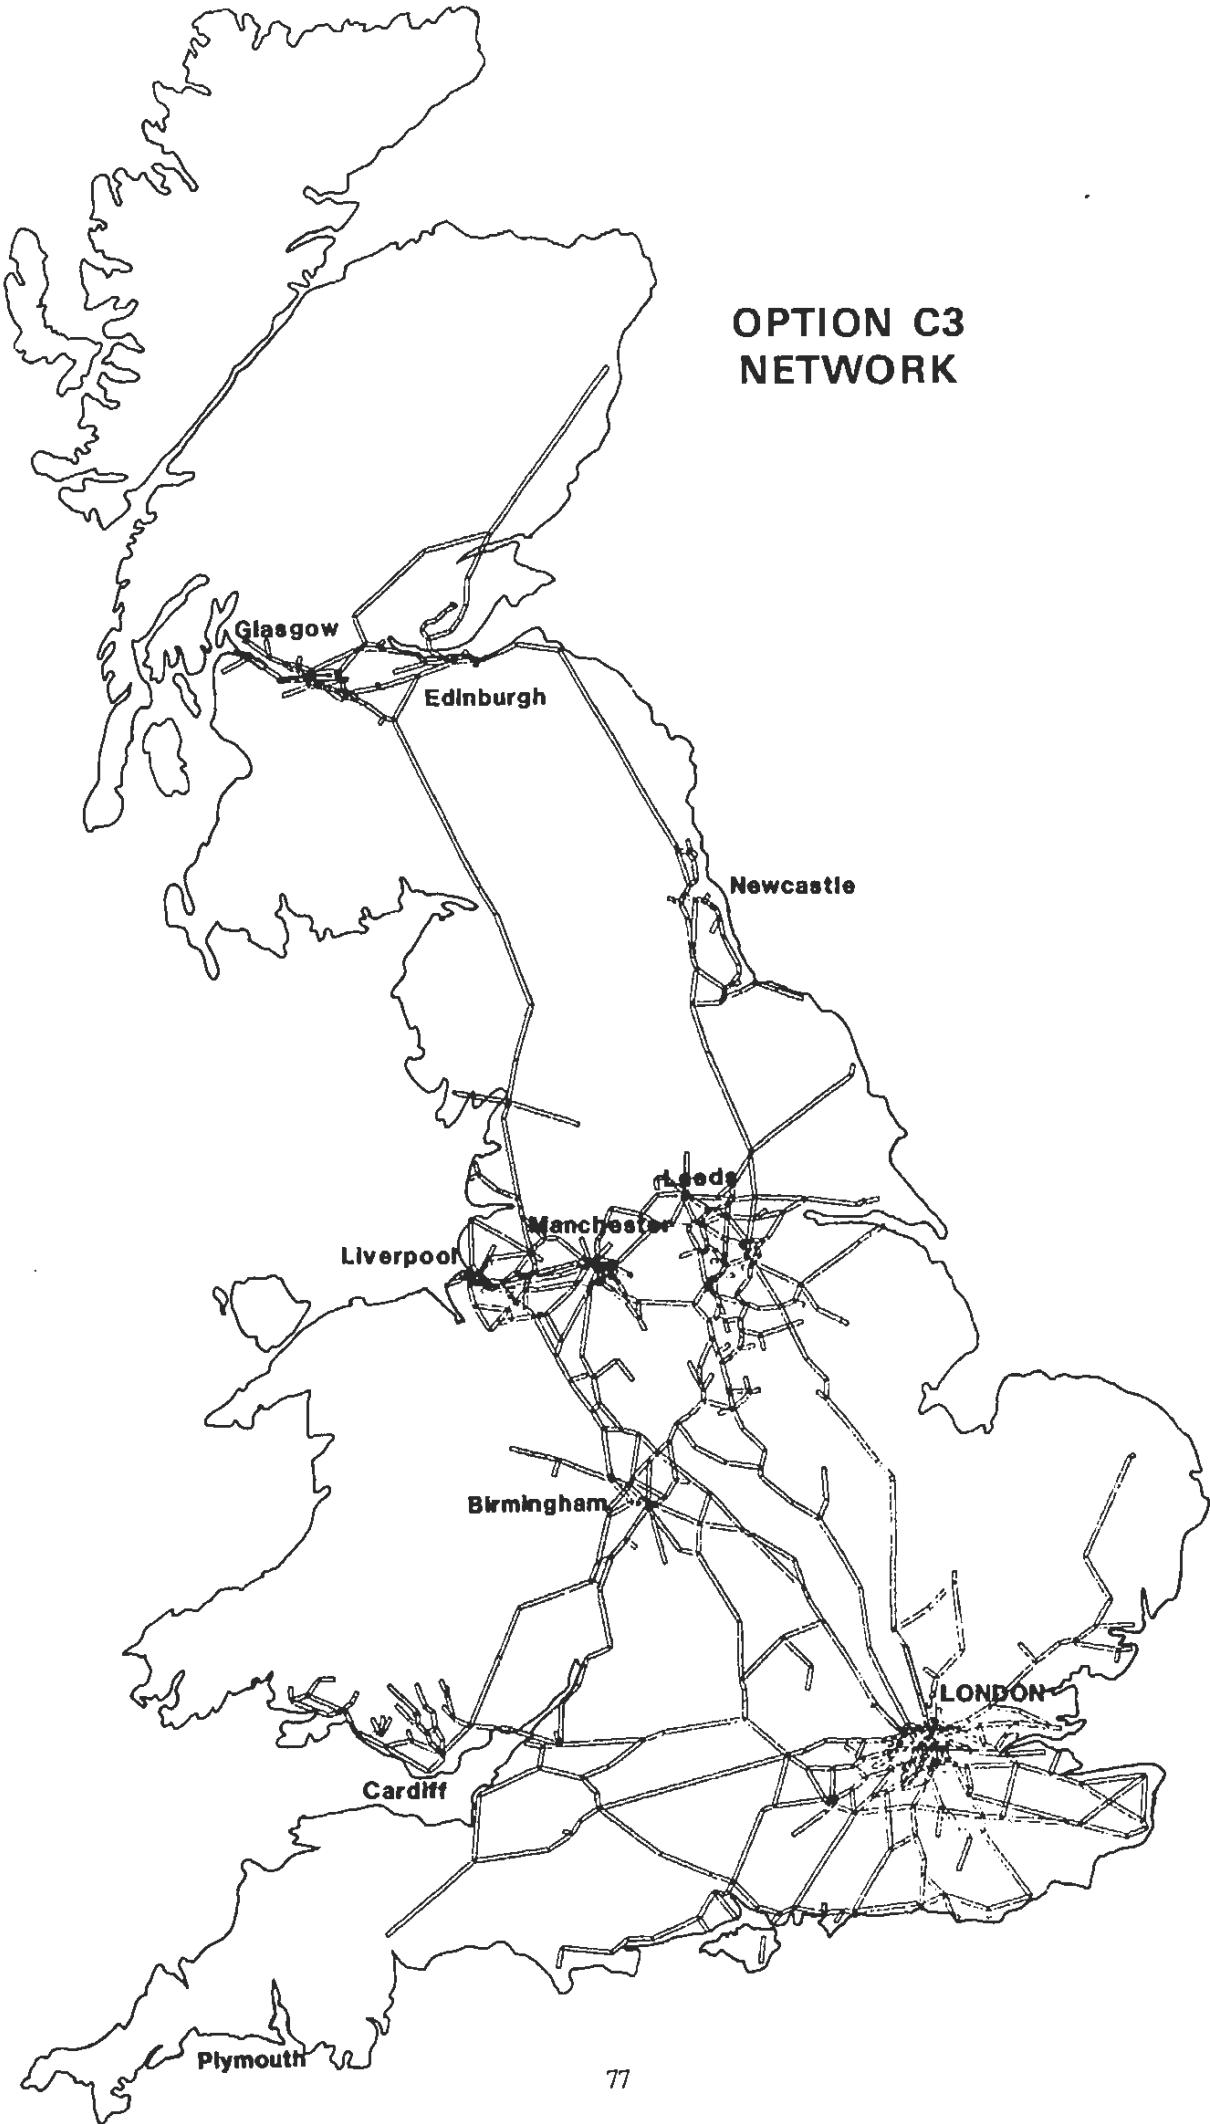 OPTION C3
NETWORK
Glasgow
Edinburgh
Newcastle
Leeds
Manchester
Liverpool
Birmingham
LONDON
Cardiff
Plymouth
77